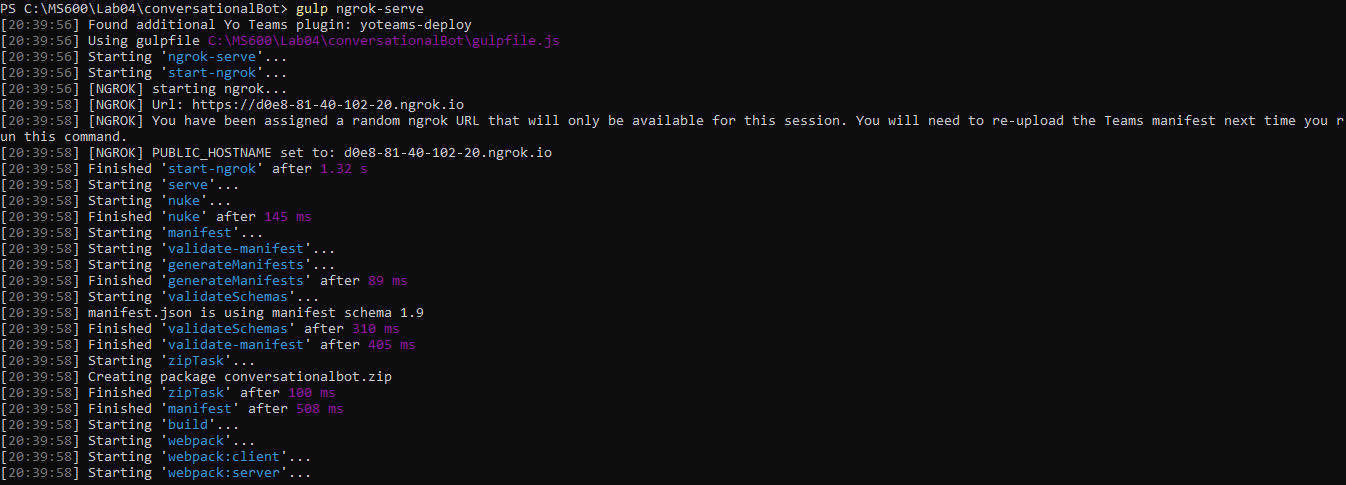 PS C:\MS600\Lab04\conversationalBot> gulp ngrok-serve
[20:39:56] Found additional Yo Teams plugin: yoteams-deploy
[20:39:56] Using gulpfile C:\MS600\Lab04\conversationalBot\gulpfile.js
[20:39:56] Starting 'ngrok-serve'...
[20:39:56] Starting 'start-ngrok'...
[20:39:56] [NGROK] starting ngrok...
[20:39:58] [NGROK] Url: https://d0e8-81-40-102-20.ngrok.io
[20:39:58] [NGROK] You have been assigned a random ngrok URL that will only be available for this session. You will need to re-upload the Teams manifest next time you r
un this command.
[20:39:58] [NGROK] PUBLIC_HOSTNAME set to: d0e8-81-40-102-20.ngrok.io
[20:39:58] Finished 'start-ngrok' after 1.32 s
[20:39:58] Starting 'serve'...
[20:39:58] Starting 'nuke'...
[20:39:58] Finished 'nuke' after 145 ms
[20:39:58] Starting 'manifest'...
[20:39:58] Starting 'validate-manifest'...
[20:39:58] Starting 'generateManifests'...
[20:39:58] Finished 'generateManifests' after 89 ms
[20:39:58] Starting 'validateSchemas'...
[20:39:58] manifest.json is using manifest schema 1.9
[20:39:58] Finished 'validateSchemas' after 310 ms
[20:39:58] Finished 'validate-manifest' after 405 ms
[20:39:58] Starting 'zipTask'...
[20:39:58] Creating package conversationalbot.zip
[20:39:58] Finished 'zipTask' after 100 ms
[20:39:58] Finished 'manifest' after 508 ms
[20:39:58] Starting 'build'...
[20:39:58] Starting 'webpack'...
[20:39:58] Starting 'webpack:client'...
[20:39:58] Starting 'webpack:server'...